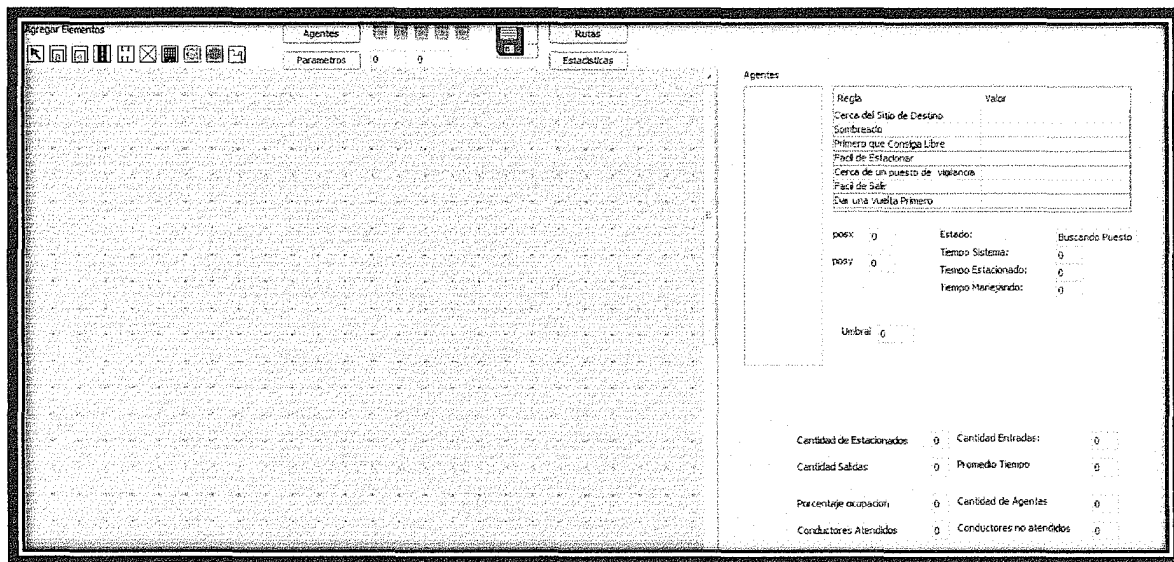 Agregar Elementos
Agentes
Rutas
Parametros 0 0
Estadisticas
Agentes
Regla Valor
Cerca del Sitio de Destino
Sombreado
Primero que Consiga Libre
Facil de Estacionar
Cerca de un puesto de vigilancia
Facil de Salir
Dar una Vuelta Primero
posx 0 Estado: Buscando Puesto
Tiempo Sistema: 0
posy 0
Tiempo Estacionado: 0
Tiempo Manejando: 0
Umbral 0
Cantidad de Estacionados 0 Cantidad Entradas: 0
Cantidad Salidas 0 Promedio Tiempo 0
Porcentaje ocupacion 0 Cantidad de Agentes 0
Conductores Atendidos 0 Conductores no atendidos 0